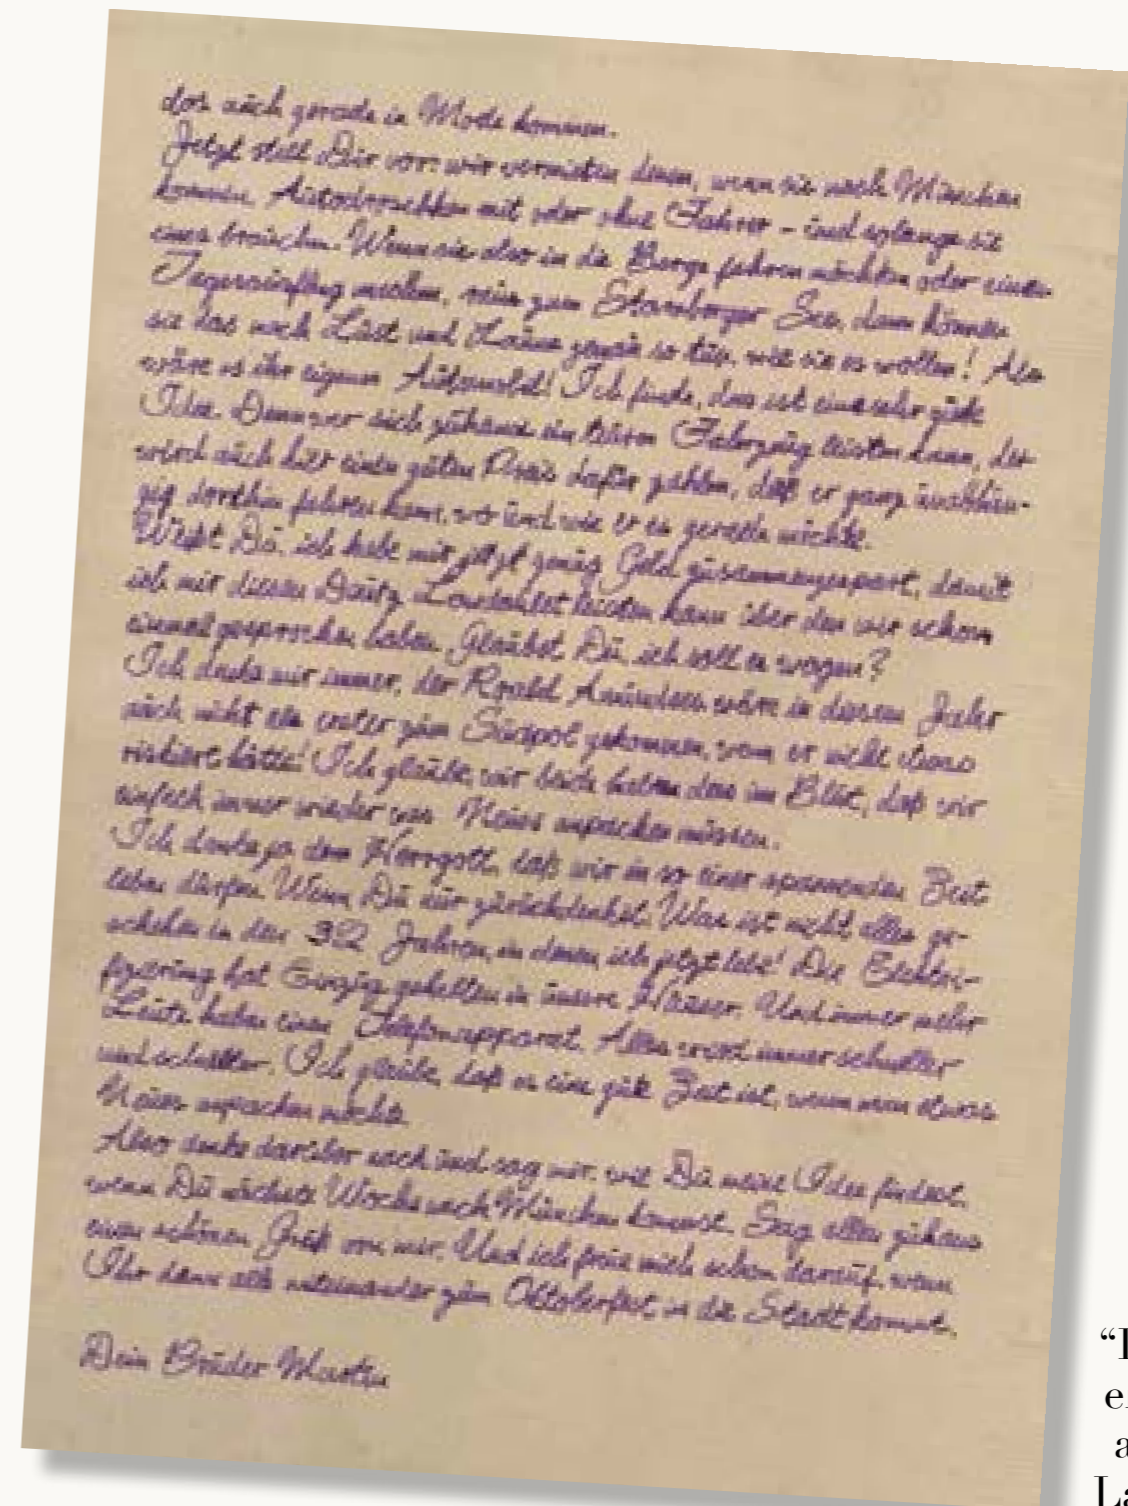 das auch gerade in Mode kommen.
Jetzt stell Dir vor: wir vermieten denen, wenn sie nach München
kommen, Autodroschken mit oder ohne Fahrer – und solange sie
eines brauchen. Wenn sie also in die Berge fahren möchten oder einen
Tagesausflug machen, zum Starnberger See, dann können
sie das nach Lust und Laune genau so tun, wie sie es wollen! Als
wäre es ihr eigenes Automobil! Ich finde, das ist eine sehr gute
Idee. Denn wer sich zuhause ein Fahrzeug leisten kann, der
wird auch hier einen guten Preis dafür zahlen, daß er ganz unabhän-
gig dorthin fahren kann, wo und wie er es gerade möchte.
Weißt Du, ich habe mir jetzt genug Geld zusammengespart, damit
ich mir diesen Deutz Landaulet leisten kann über den wir schon
einmal gesprochen haben. Glaubst Du, ich soll es wagen?
Ich denke mir immer, der Roald Amundsen wäre in diesem Jahr
auch nicht als erster zum Südpol gekommen, wenn er nicht etwas
riskiert hätte! Ich glaube, wir beide haben das im Blut, daß wir
einfach immer wieder was Neues anpacken müssen.
Ich danke ja dem Herrgott, daß wir in so einer spannenden Zeit
leben dürfen. Wenn Du nur zurückdenkst. Was ist nicht alles ge-
schehen in den 32 Jahren, in denen ich jetzt lebe! Die Elektri-
fizierung hat Einzug gehalten in unsere Häuser. Und immer mehr
Leute haben einen Telefonapparat. Alles wird immer schneller
und schneller. Ich glaube, daß es eine gute Zeit ist, wenn man etwas
Neues anpacken möchte.
Also denke darüber nach und sag mir, wie Du meine Idee findest,
wenn Du nächste Woche nach München kommst. Sag allen zuhaus
einen schönen Gruß von mir. Und ich freue mich schon darauf, wenn
Ihr dann alle miteinander zum Oktoberfest in die Stadt kommt.
Dein Bruder Martin